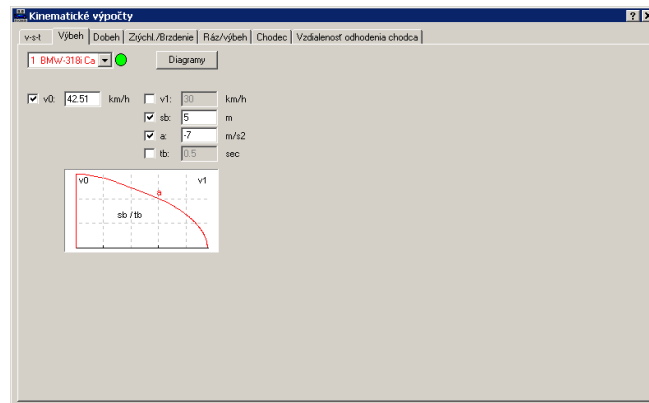 Kinematické výpočty
v-s-t Výbeh Dobeh Zrýchl./Brzdenie Ráz/výbeh Chodec Vzdialenosť odhodenia chodca
1 BMW-318i Ca Diagramy
v0: 42.51 km/h v1: 30 km/h
sb: 5 m
a: -7 m/s2
tb: 0.5 sec
v0 v1
a
sb / tb